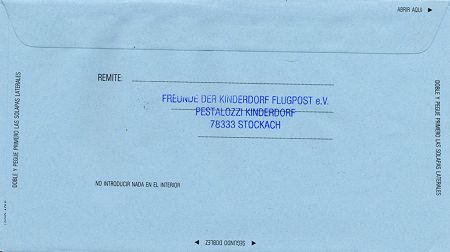 ABRIR AQUI ►
REMITE:
FREUNDE DER KINDERDORF FLUGPOST e.V.
PESTALOZZI KINDERDORF
78333 STOCKACH
DOBLE Y PEGUE PRIMERO LAS SOLAPAS LATERALES
DOBLE Y PEGUE PRIMERO LAS SOLAPAS LATERALES
NO INTRODUCIR NADA EN EL INTERIOR
◄ SEGUNDO DOBLEZ ►